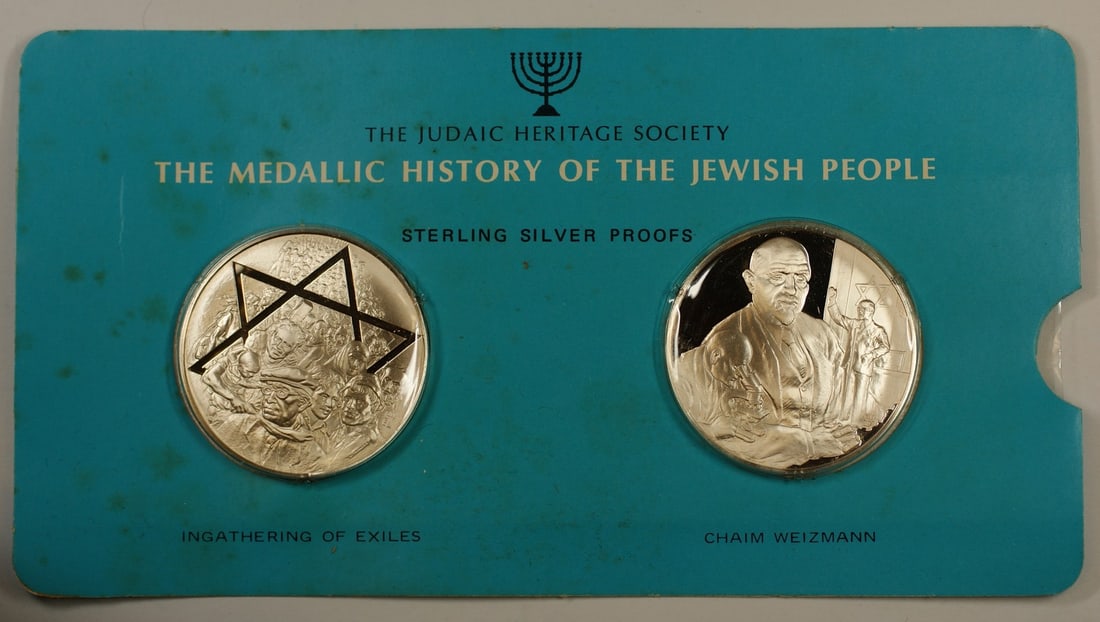 THE JUDAIC HERITAGE SOCIETY
THE MEDALLIC HISTORY OF THE JEWISH PEOPLE
STERLING SILVER PROOFS
INGATHERING OF EXILES
CHAIM WEIZMANN